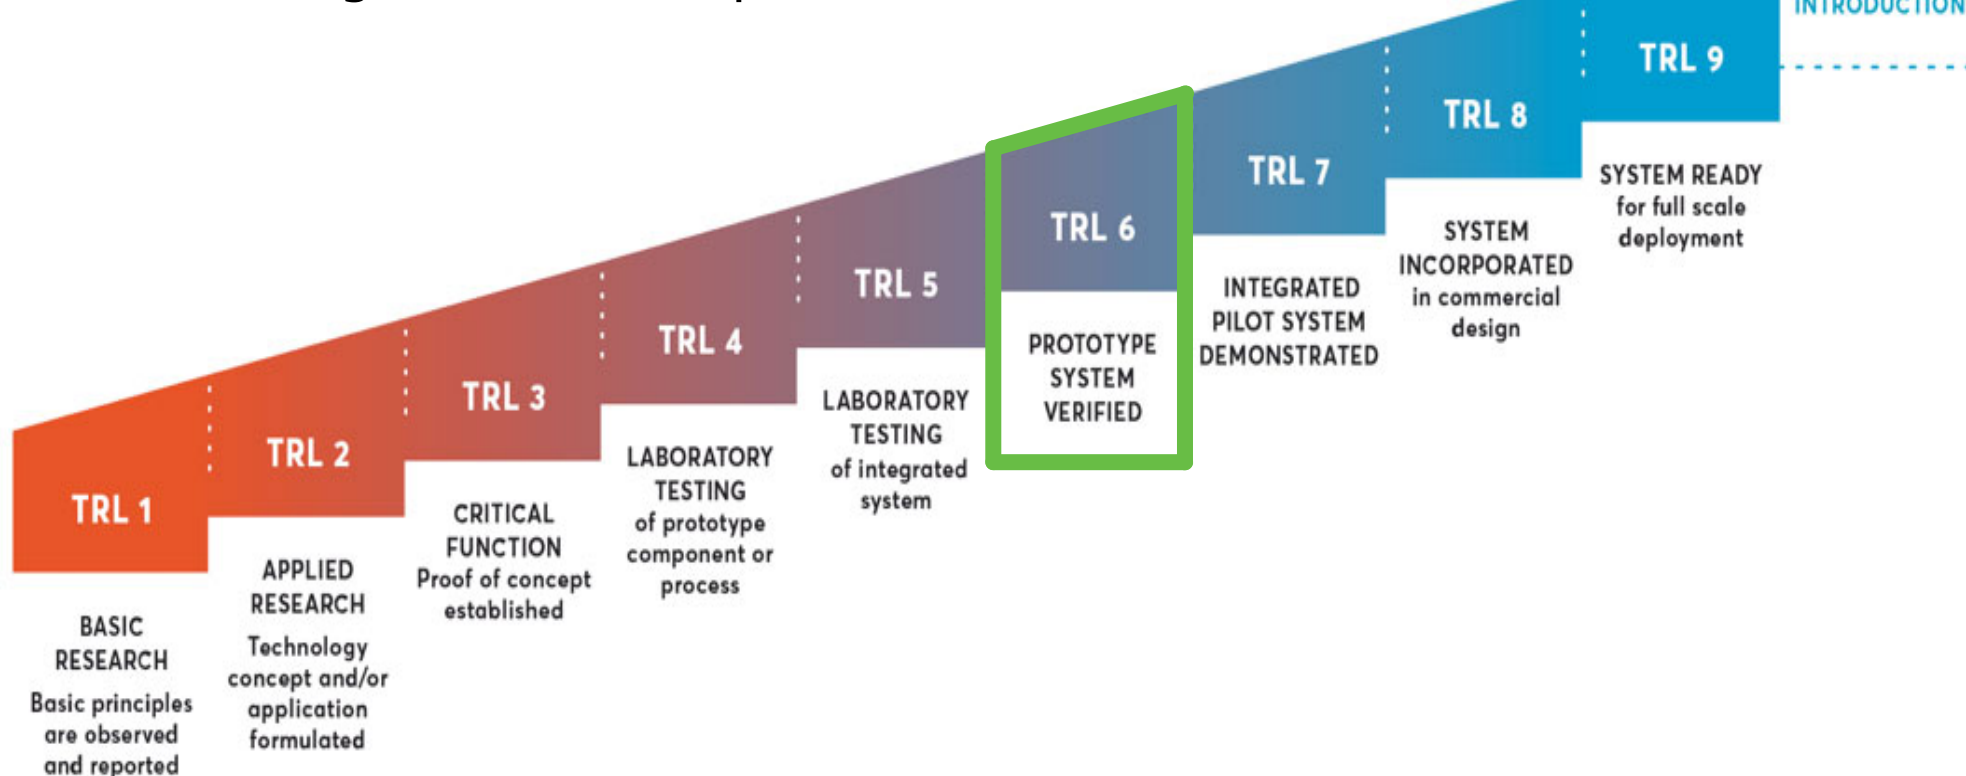 INTRODUCTION
TRL 1
BASIC
RESEARCH
Basic principles
are observed
and reported
TRL 2
APPLIED
RESEARCH
Technology
concept and/or
application
formulated
TRL 3
CRITICAL
FUNCTION
Proof of concept
established
TRL 4
LABORATORY
TESTING
of prototype
component or
process
TRL 5
LABORATORY
TESTING
of integrated
system
TRL 6
PROTOTYPE
SYSTEM
VERIFIED
TRL 7
INTEGRATED
PILOT SYSTEM
DEMONSTRATED
TRL 8
SYSTEM
INCORPORATED
in commercial
design
TRL 9
SYSTEM READY
for full scale
deployment